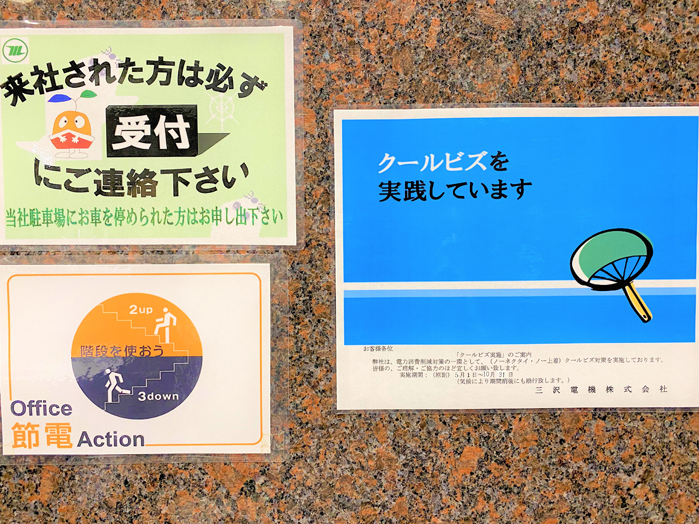 来社された方は必ず
受付
にご連絡下さい
当社駐車場にお車を停められた方はお申し出下さい
2up
階段を使おう
3down
Office
節電Action
クールビズを
実践しています
お客様各位
「クールビズ実施」のご案内
弊社は、電力消費削減対策の一環として、(ノーネクタイ・ノー上着)クールビズ対策を実施しております。
皆様の、ご理解・ご協力のほど宜しくお願い致します。
実施期間:(原則)5月1日~10月31日
(気候により期間前後にも励行致します。)
三沢電機株式会社